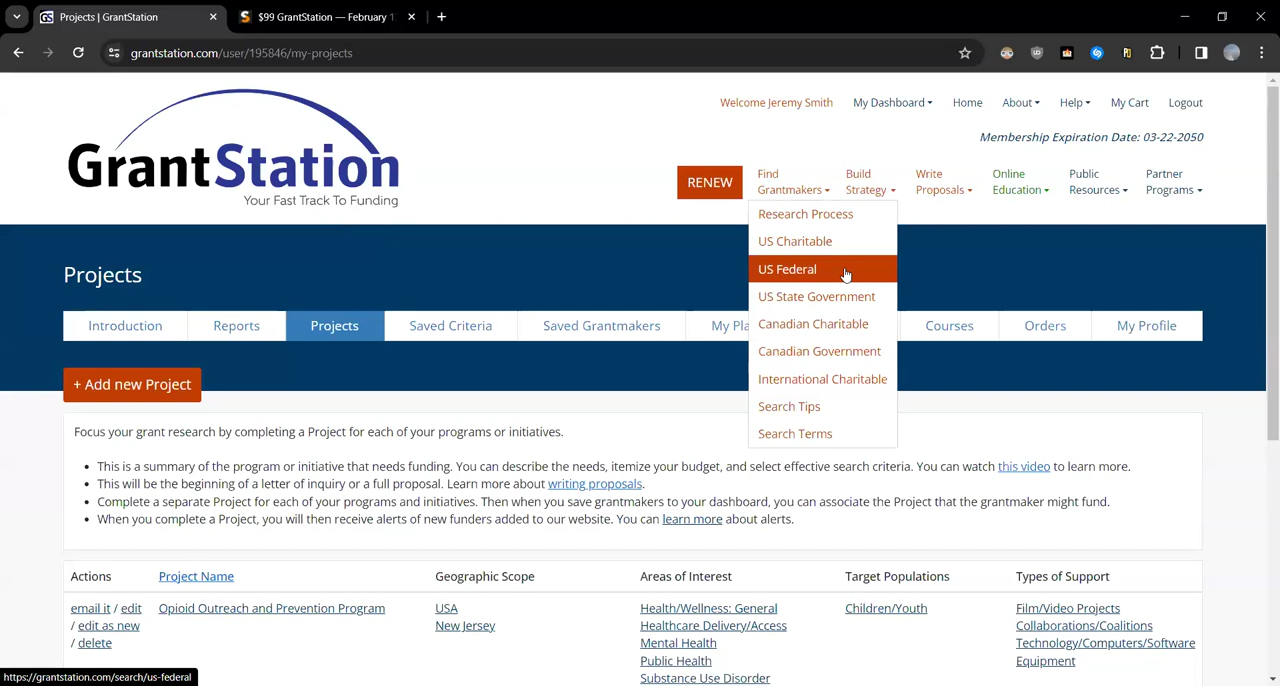 Projects | GrantStation
$99 GrantStation — February 1
grantstation.com/user/195846/my-projects
GrantStation
Your Fast Track To Funding
Welcome Jeremy Smith My Dashboard Home About Help My Cart Logout
Membership Expiration Date: 03-22-2050
RENEW
Find Grantmakers
Build Strategy
Write Proposals
Online Education
Public Resources
Partner Programs
Research Process
US Charitable
US Federal
US State Government
Canadian Charitable
Canadian Government
International Charitable
Search Tips
Search Terms
Projects
Introduction Reports Projects Saved Criteria Saved Grantmakers My Pla Courses Orders My Profile
+ Add new Project
Focus your grant research by completing a Project for each of your programs or initiatives.
• This is a summary of the program or initiative that needs funding. You can describe the needs, itemize your budget, and select effective search criteria. You can watch this video to learn more.
• This will be the beginning of a letter of inquiry or a full proposal. Learn more about writing proposals.
• Complete a separate Project for each of your programs and initiatives. Then when you save grantmakers to your dashboard, you can associate the Project that the grantmaker might fund.
• When you complete a Project, you will then receive alerts of new funders added to our website. You can learn more about alerts.
Actions Project Name Geographic Scope Areas of Interest Target Populations Types of Support
email it / edit Opioid Outreach and Prevention Program USA Health/Wellness: General Children/Youth Film/Video Projects
/ edit as new New Jersey Healthcare Delivery/Access Collaborations/Coalitions
/ delete Mental Health Technology/Computers/Software
Public Health Equipment
Substance Use Disorder
https://grantstation.com/search/us-federal